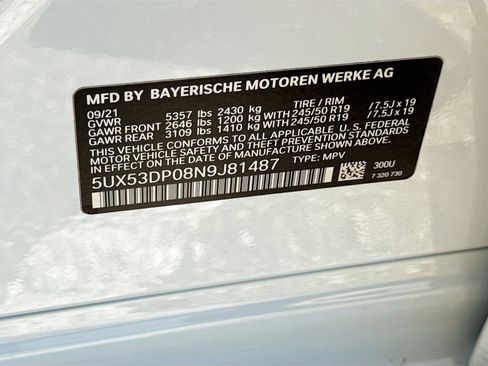 MFD BY BAYERISCHE MOTOREN WERKE AG
09/21 TIRE / RIM
GVWR 5357 lbs 2430 kg
GAWR FRONT 2646 lbs 1200 kg WITH 245/50 R19 /7.5J x 19
GAWR REAR 3109 lbs 1410 kg WITH 245/50 R19 /7.5J x 19
THIS VEHICLE CONFORMS TO ALL APPLICABLE U.S. FEDERAL
MOTOR VEHICLE SAFETY AND THEFT PREVENTION STANDARDS
IN EFFECT ON THE DATE OF MANUFACTURE SHOWN ABOVE.
5UX53DP08N9J81487 TYPE: MPV
300U
7 320 730